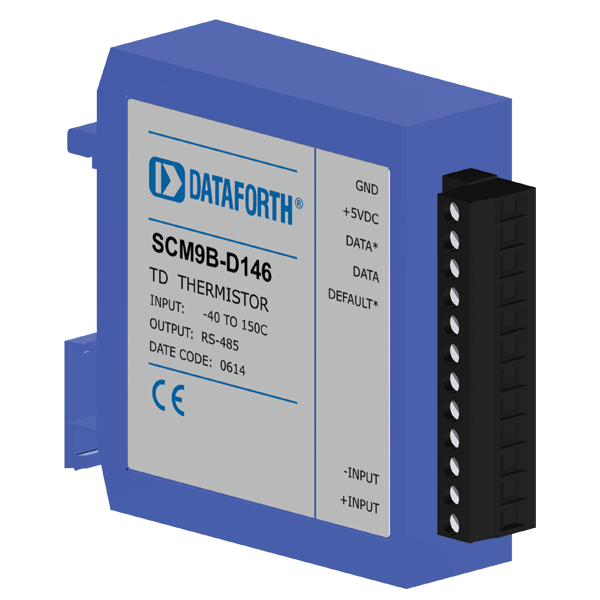 DATAFORTH®
SCM9B-D146
TD THERMISTOR
INPUT: -40 TO 150C
OUTPUT: RS-485
DATE CODE: 0614
CE
GND
+5VDC
DATA*
DATA
DEFAULT*
-INPUT
+INPUT